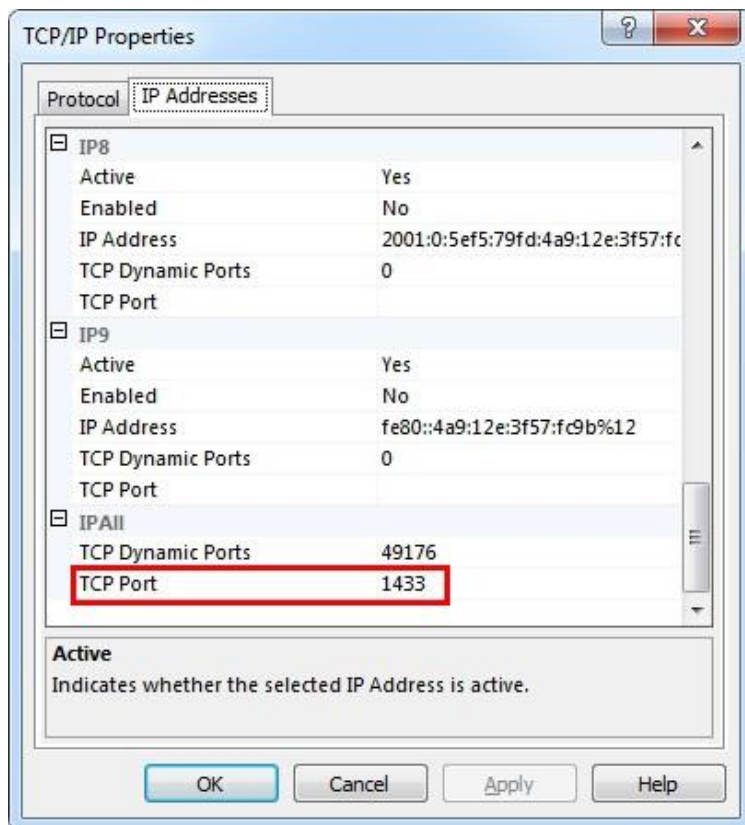 TCP/IP Properties
Protocol IP Addresses
IP8
Active Yes
Enabled No
IP Address 2001:0:5ef5:79fd:4a9:12e:3f57:fc
TCP Dynamic Ports 0
TCP Port
IP9
Active Yes
Enabled No
IP Address fe80::4a9:12e:3f57:fc9b%12
TCP Dynamic Ports 0
TCP Port
IPAll
TCP Dynamic Ports 49176
TCP Port 1433
Active
Indicates whether the selected IP Address is active.
OK Cancel Apply Help